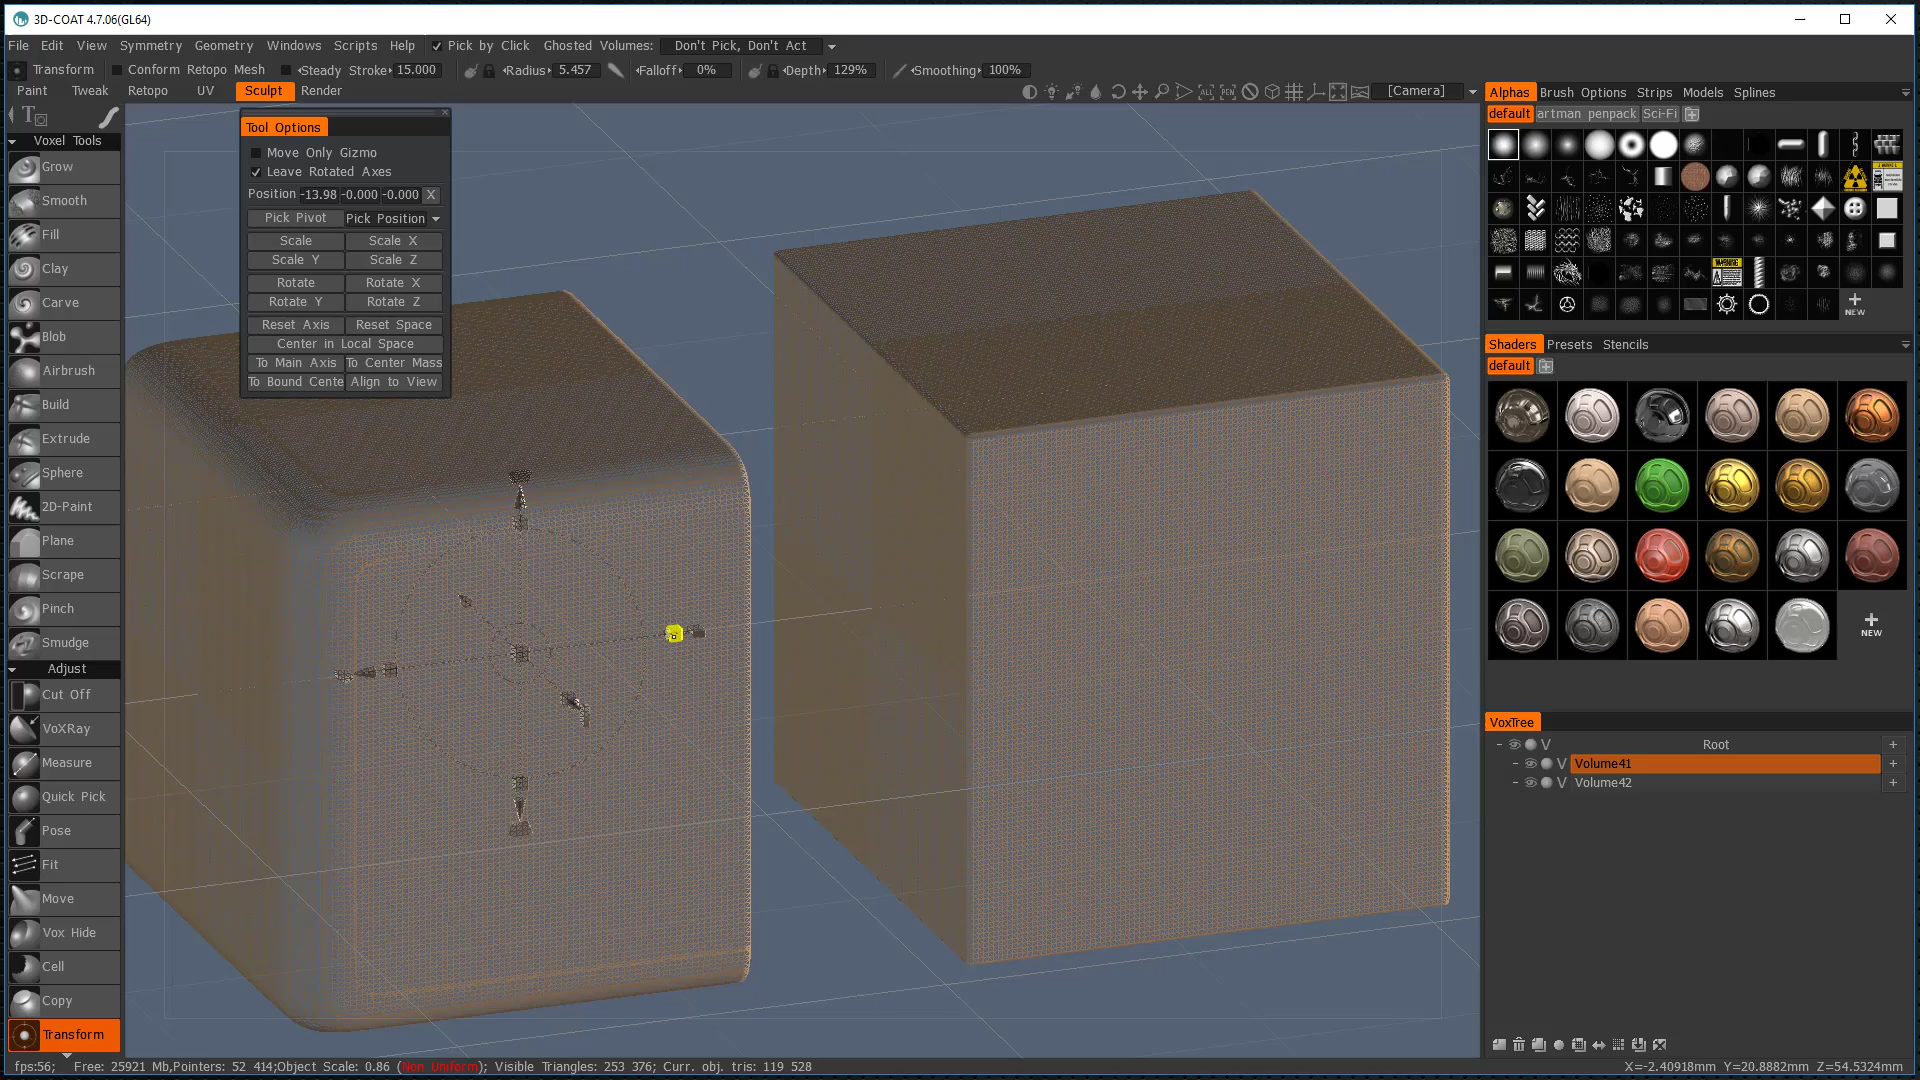 3D-COAT 4.7.06(GL64)
File Edit View Symmetry Geometry Windows Scripts Help Pick by Click Ghosted Volumes: Don't Pick, Don't Act
Transform Conform Retopo Mesh Steady Stroke 15.000 Radius 5.457 Falloff 0% Depth 129% Smoothing 100%
Paint Tweak Retopo UV Sculpt Render [Camera]
Alphas Brush Options Strips Models Splines
default artman penpack Sci-Fi
Voxel Tools
Grow
Smooth
Fill
Clay
Carve
Blob
Airbrush
Build
Extrude
Sphere
2D-Paint
Plane
Scrape
Pinch
Smudge
Adjust
Cut Off
VoXRay
Measure
Quick Pick
Pose
Fit
Move
Vox Hide
Cell
Copy
Transform
Tool Options
Move Only Gizmo
Leave Rotated Axes
Position -13.98 -0.000 -0.000 X
Pick Pivot Pick Position
Scale Scale X
Scale Y Scale Z
Rotate Rotate X
Rotate Y Rotate Z
Reset Axis Reset Space
Center in Local Space
To Main Axis To Center Mass
To Bound Cente Align to View
NEW
Shaders Presets Stencils
default
NEW
VoxTree
V Root
V Volume41
V Volume42
fps:56; Free: 25921 Mb,Pointers: 52 414;Object Scale: 0.86 (Non Uniform); Visible Triangles: 253 376; Curr. obj. tris: 119 528
X=-2.40918mm Y=20.8882mm Z=54.5324mm